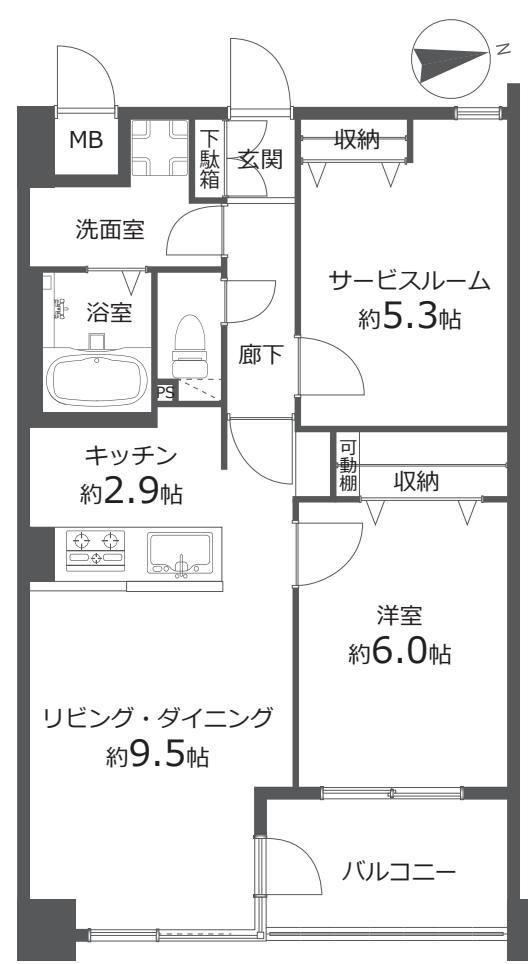 N
MB
下駄箱
玄関
収納
洗面室
サービスルーム
約5.3帖
浴室
廊下
PS
キッチン
約2.9帖
可動棚
収納
洋室
約6.0帖
リビング・ダイニング
約9.5帖
バルコニー